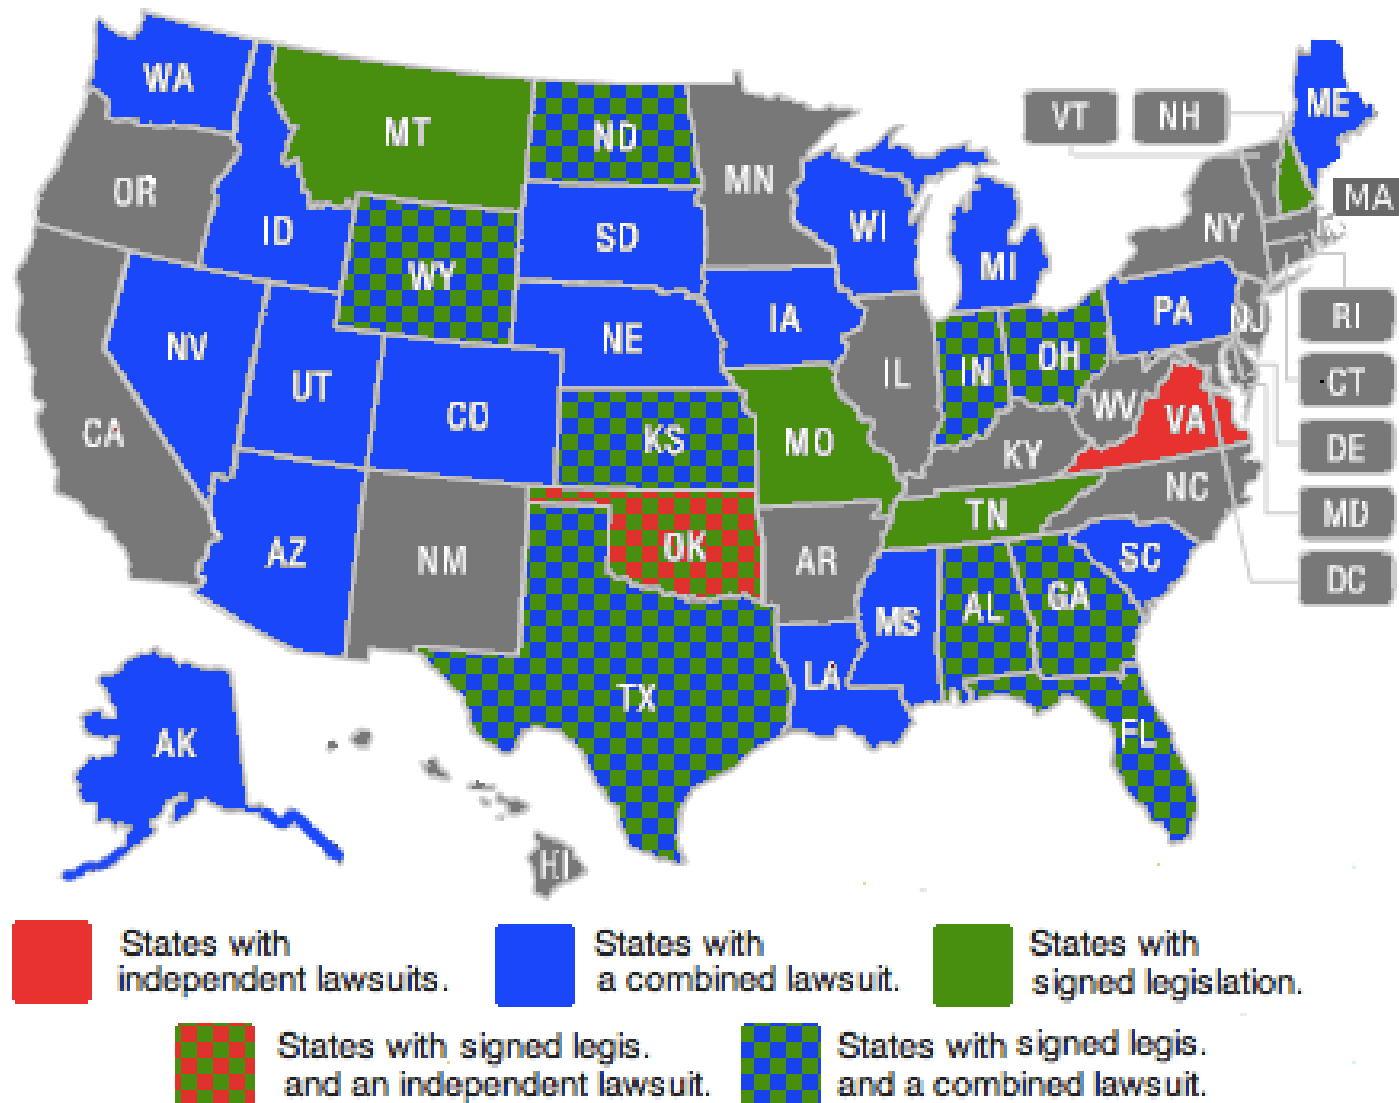 WA
MT
ND
MN
VT
NH
ME
OR
ID
SD
WI
MI
NY
MA
WY
NV
UT
CO
NE
IA
IL
IN
OH
PA
NJ
RI
CA
KS
MO
KY
WV
VA
CT
DE
AZ
NM
OK
AR
TN
NC
MD
SC
DC
TX
LA
MS
AL
GA
FL
AK
HI
States with
independent lawsuits.
States with
a combined lawsuit.
States with
signed legislation.
States with signed legis.
and an independent lawsuit.
States with signed legis.
and a combined lawsuit.